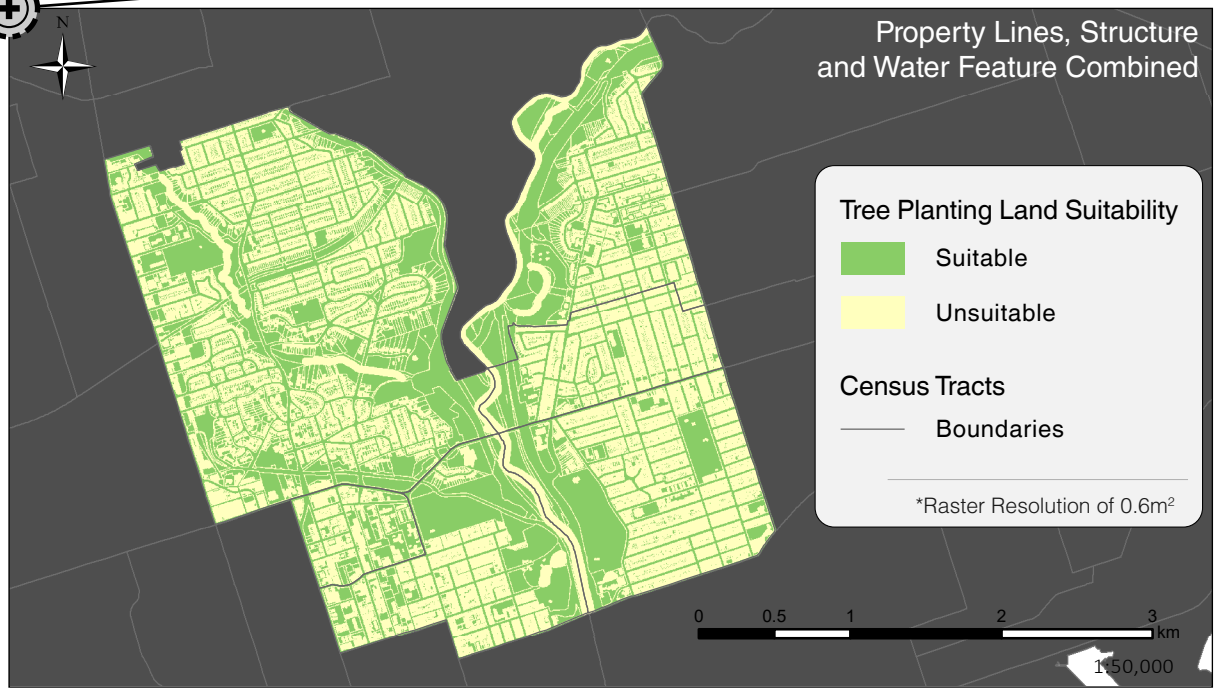 N
Property Lines, Structure
and Water Feature Combined
Tree Planting Land Suitability
Suitable
Unsuitable
Census Tracts
Boundaries
*Raster Resolution of 0.6m²
0 0.5 1 2 3
km
1:50,000